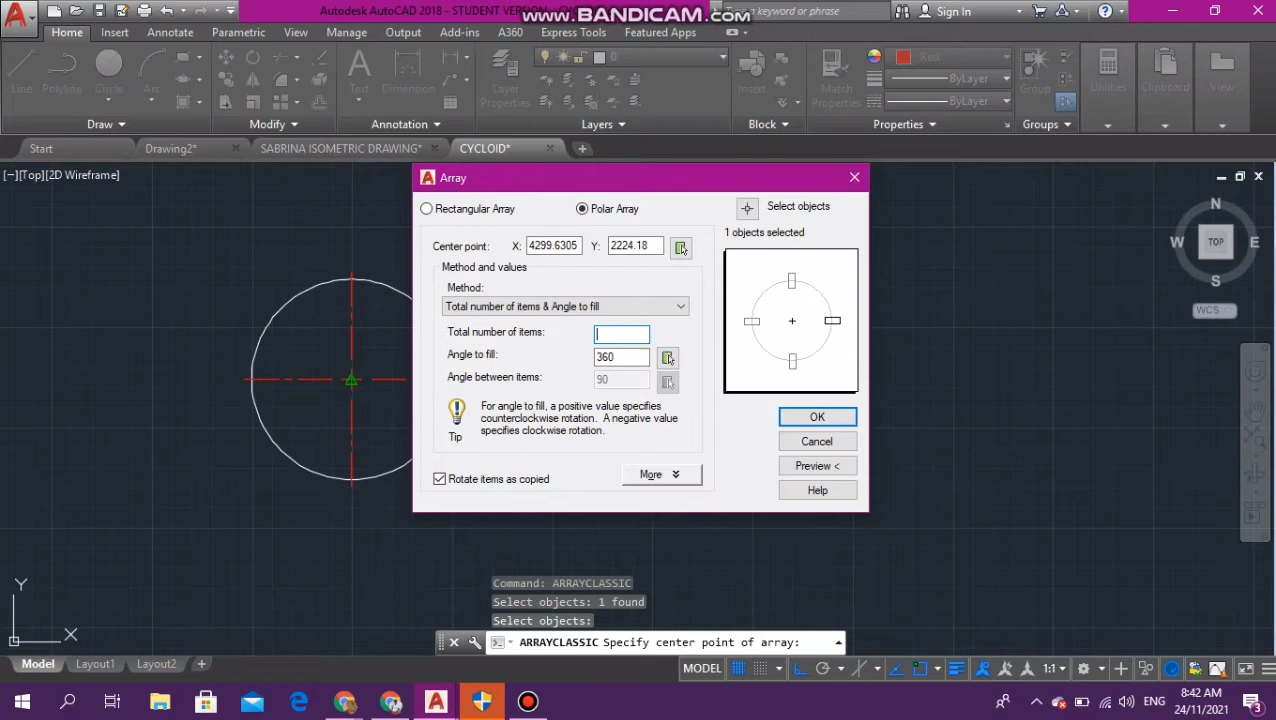 Autodesk AutoCAD 2018 - STUDENT VERSION
www.BANDICAM.com
Type a keyword or phrase
Sign In
Home
Insert
Annotate
Parametric
View
Manage
Output
Add-ins
A360
Express Tools
Featured Apps
Line
Polyline
Circle
Arc
Text
Dimension
Layer
Properties
0
Insert
Match
Properties
Red
ByLayer
ByLayer
Group
Utilities
Clipboard
View
Draw
Modify
Annotation
Layers
Block
Properties
Groups
Start
Drawing2*
SABRINA ISOMETRIC DRAWING*
CYCLOID*
[−][Top][2D Wireframe]
Array
Rectangular Array
Polar Array
Select objects
1 objects selected
Center point:
X:
4299.6305
Y:
2224.18
Method and values
Method:
Total number of items & Angle to fill
Total number of items:
Angle to fill:
360
Angle between items:
90
For angle to fill, a positive value specifies
counterclockwise rotation. A negative value
specifies clockwise rotation.
Tip
Rotate items as copied
More
OK
Cancel
Preview <
Help
N
W
TOP
E
S
WCS
Y
X
Command: ARRAYCLASSIC
Select objects: 1 found
Select objects:
ARRAYCLASSIC Specify center point of array:
Model
Layout1
Layout2
MODEL
1:1
ENG
8:42 AM
24/11/2021
3